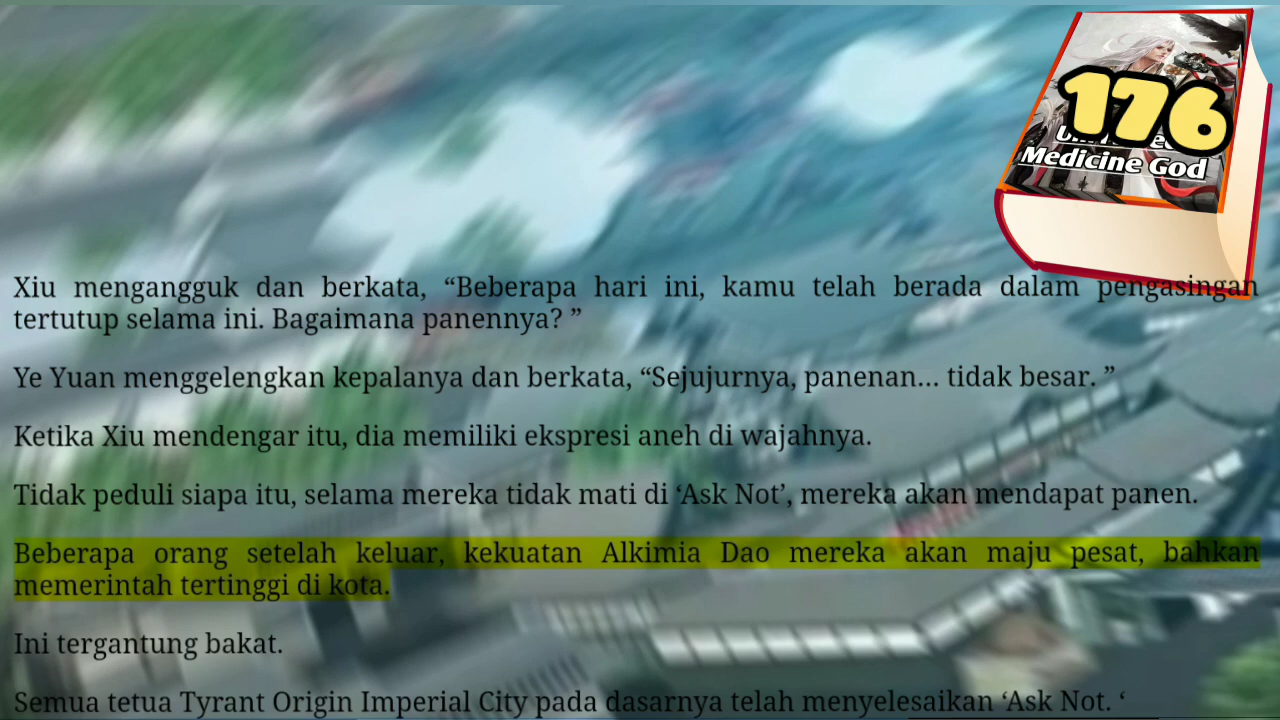 176
Medicine God
Xiu mengangguk dan berkata, “Beberapa hari ini, kamu telah berada dalam pengasingan
tertutup selama ini. Bagaimana panennya? ”
Ye Yuan menggelengkan kepalanya dan berkata, “Sejujurnya, panenan... tidak besar. ”
Ketika Xiu mendengar itu, dia memiliki ekspresi aneh di wajahnya.
Tidak peduli siapa itu, selama mereka tidak mati di ‘Ask Not’, mereka akan mendapat panen.
Beberapa orang setelah keluar, kekuatan Alkimia Dao mereka akan maju pesat, bahkan
memerintah tertinggi di kota.
Ini tergantung bakat.
Semua tetua Tyrant Origin Imperial City pada dasarnya telah menyelesaikan ‘Ask Not. ‘